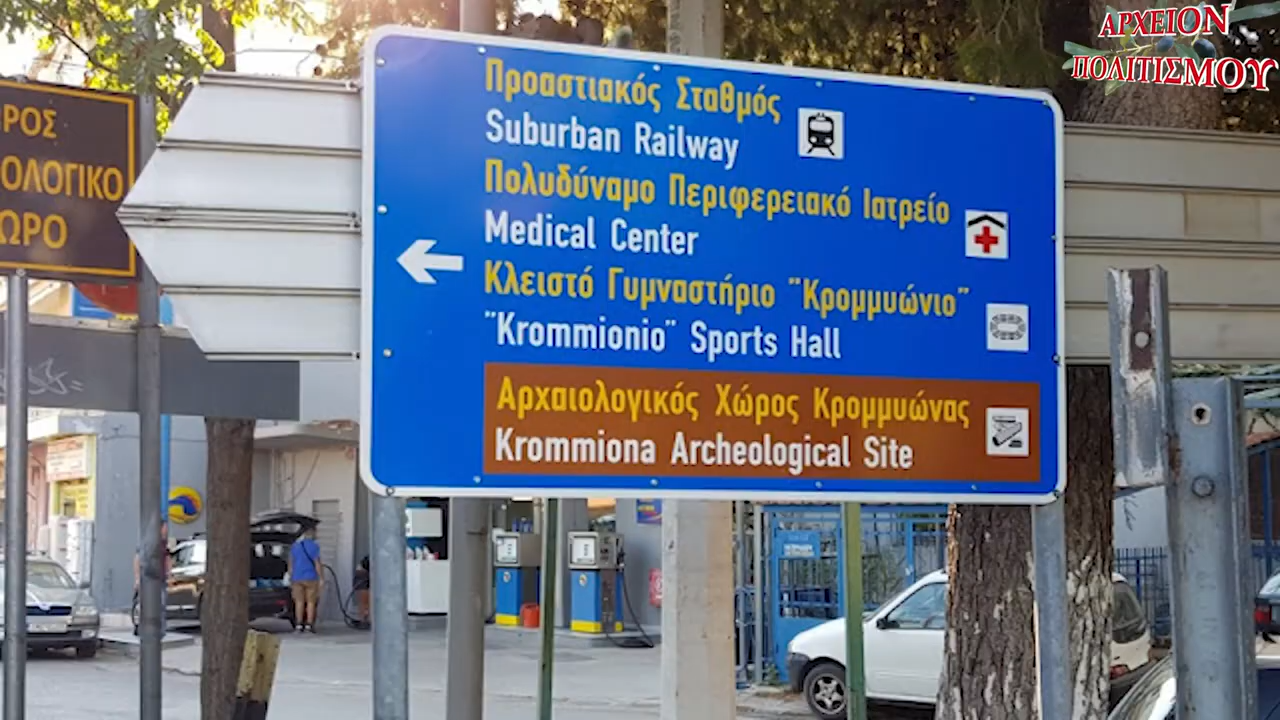 ΑΡΧΕΙΟΝ
ΠΟΛΙΤΙΣΜΟΥ
Προαστιακός Σταθμός
Suburban Railway
Πολυδύναμο Περιφερειακό Ιατρείο
Medical Center
Κλειστό Γυμναστήριο "Κρομμυώνιο"
"Krommionio" Sports Hall
Αρχαιολογικός Χώρος Κρομμυώνας
Krommiona Archeological Site
ΡΟΣ
ΟΛΟΓΙΚΟ
ΩΡΟ